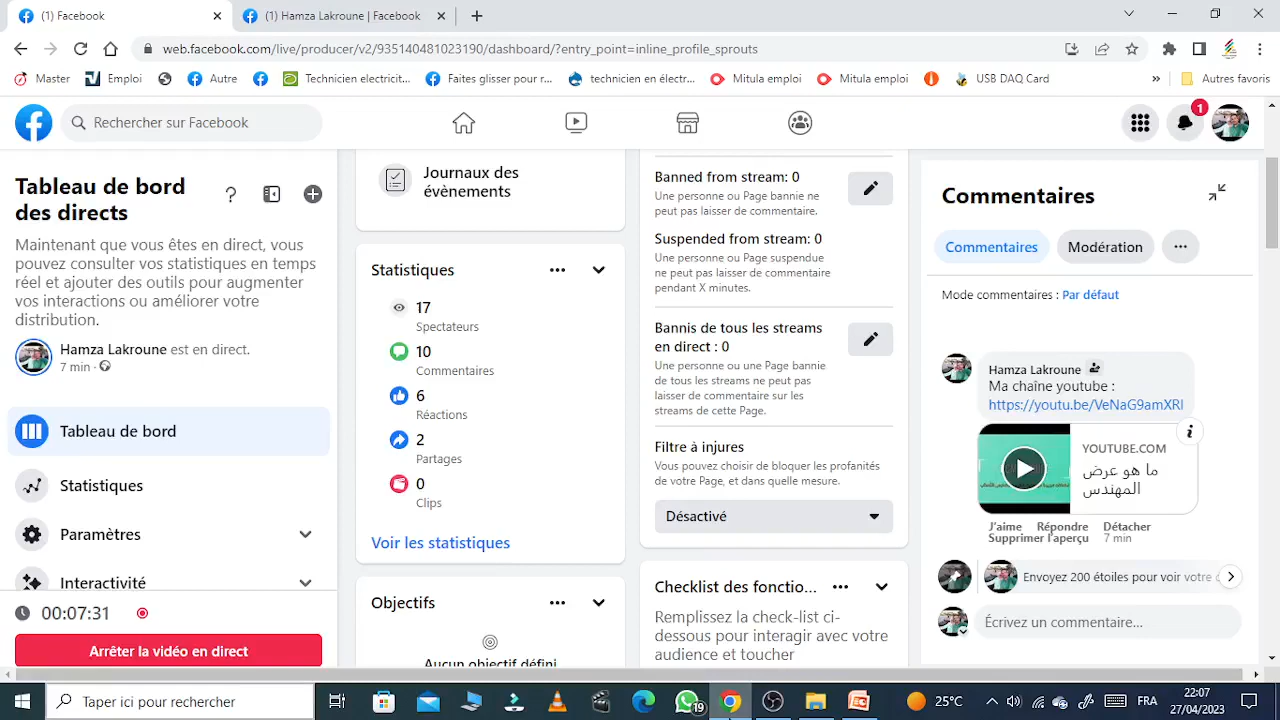 (1) Facebook
(1) Hamza Lakroune | Facebook
web.facebook.com/live/producer/v2/935140481023190/dashboard/?entry_point=inline_profile_sprouts
Master
Emploi
Autre
Technicien electricit...
Faites glisser pour r...
technicien en électr...
Mitula emploi
Mitula emploi
USB DAQ Card
»
Autres favoris
Rechercher sur Facebook
1
Tableau de bord
des directs
Maintenant que vous êtes en direct, vous
pouvez consulter vos statistiques en temps
réel et ajouter des outils pour augmenter
vos interactions ou améliorer votre
distribution.
Hamza Lakroune est en direct.
7 min ·
Tableau de bord
Statistiques
Paramètres
Interactivité
00:07:31
Arrêter la vidéo en direct
Journaux des
évènements
Statistiques
17
Spectateurs
10
Commentaires
6
Réactions
2
Partages
0
Clips
Voir les statistiques
Objectifs
Aucun objectif défini
Banned from stream: 0
Une personne ou Page bannie ne
peut pas laisser de commentaire.
Suspended from stream: 0
Une personne ou Page suspendue
ne peut pas laisser de commentaire
pendant X minutes.
Bannis de tous les streams
en direct : 0
Une personne ou une Page bannie
de tous les streams ne peut pas
laisser de commentaire sur les
streams de cette Page.
Filtre à injures
Vous pouvez choisir de bloquer les profanités
de votre Page, et dans quelle mesure.
Désactivé
Checklist des fonctio...
Remplissez la check-list ci-
dessous pour interagir avec votre
audience et toucher
Commentaires
Commentaires
Modération
Mode commentaires : Par défaut
Hamza Lakroune
Ma chaîne youtube :
https://youtu.be/VeNaG9amXRI
YOUTUBE.COM
ما هو عرض
المهندس
J'aime Répondre Détacher
Supprimer l'aperçu 7 min
Envoyez 200 étoiles pour voir votre
Écrivez un commentaire...
Taper ici pour rechercher
19
25°C
FRA
22:07
27/04/2023